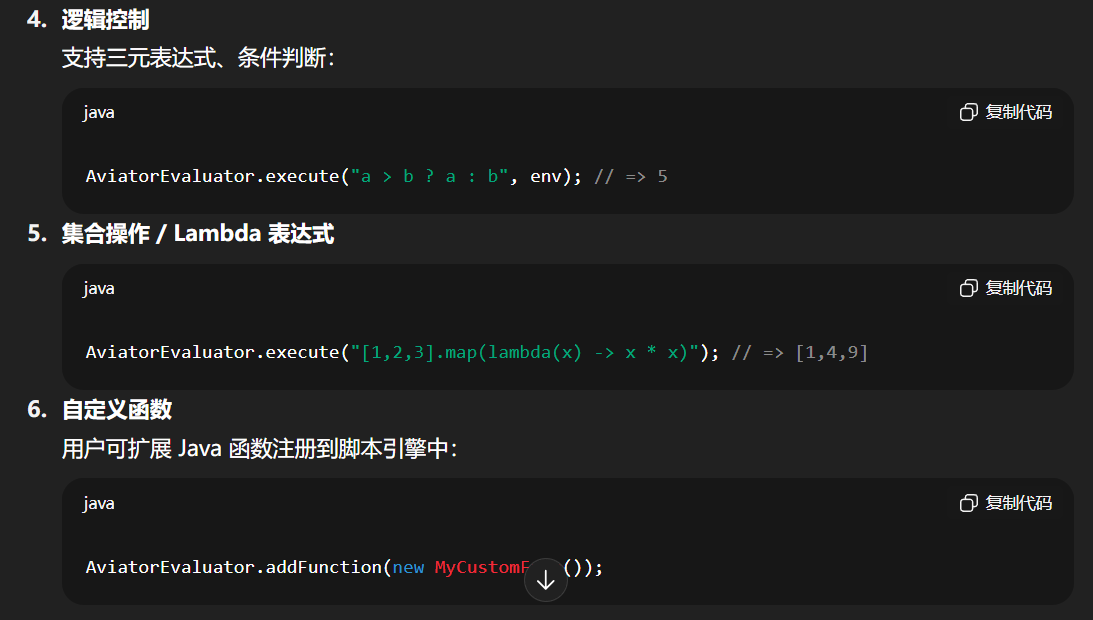 4. 逻辑控制
支持三元表达式、条件判断：
java
复制代码
AviatorEvaluator.execute("a > b ? a : b", env); // => 5
5. 集合操作 / Lambda 表达式
java
复制代码
AviatorEvaluator.execute("[1,2,3].map(lambda(x) -> x * x)"); // => [1,4,9]
6. 自定义函数
用户可扩展 Java 函数注册到脚本引擎中：
java
复制代码
AviatorEvaluator.addFunction(new ());